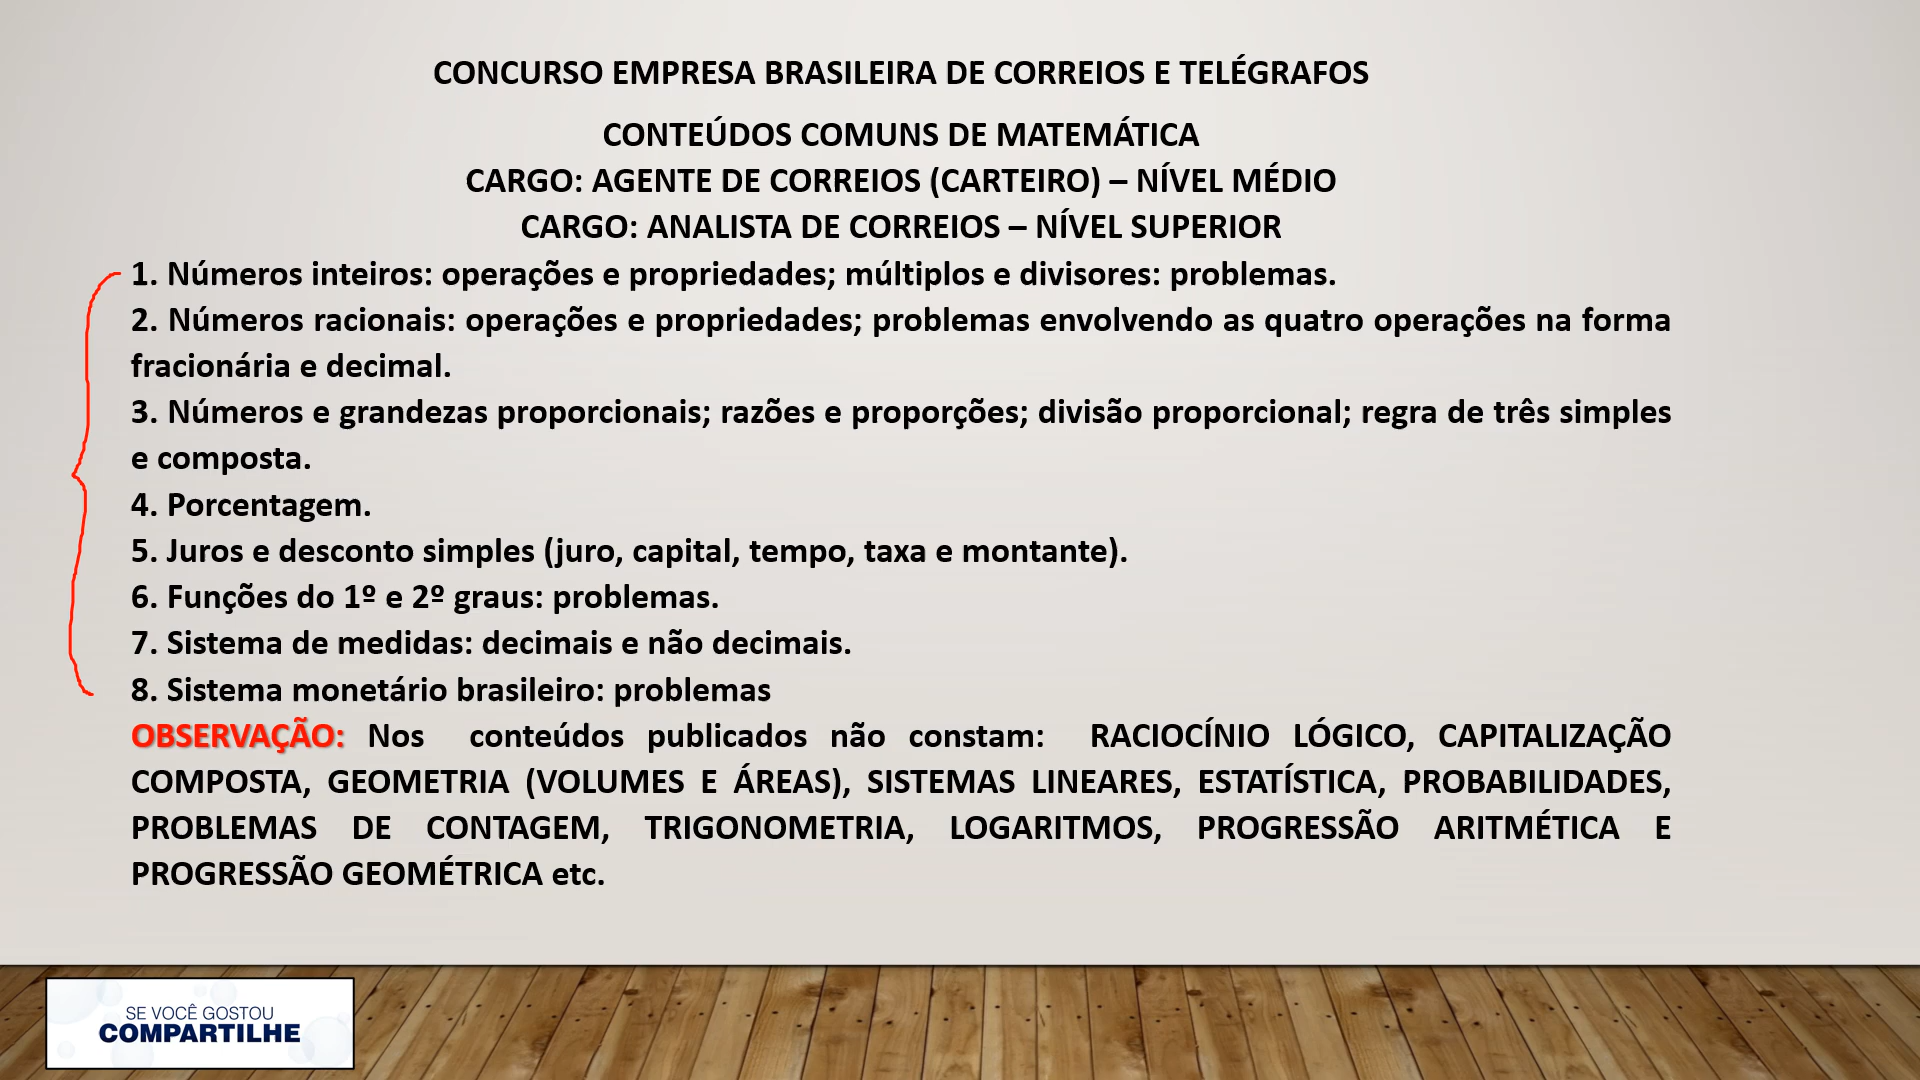 CONCURSO EMPRESA BRASILEIRA DE CORREIOS E TELÉGRAFOS
CONTEÚDOS COMUNS DE MATEMÁTICA
CARGO: AGENTE DE CORREIOS (CARTEIRO) – NÍVEL MÉDIO
CARGO: ANALISTA DE CORREIOS – NÍVEL SUPERIOR
1. Números inteiros: operações e propriedades; múltiplos e divisores: problemas.
2. Números racionais: operações e propriedades; problemas envolvendo as quatro operações na forma
fracionária e decimal.
3. Números e grandezas proporcionais; razões e proporções; divisão proporcional; regra de três simples
e composta.
4. Porcentagem.
5. Juros e desconto simples (juro, capital, tempo, taxa e montante).
6. Funções do 1º e 2º graus: problemas.
7. Sistema de medidas: decimais e não decimais.
8. Sistema monetário brasileiro: problemas
OBSERVAÇÃO: Nos conteúdos publicados não constam: RACIOCÍNIO LÓGICO, CAPITALIZAÇÃO
COMPOSTA, GEOMETRIA (VOLUMES E ÁREAS), SISTEMAS LINEARES, ESTATÍSTICA, PROBABILIDADES,
PROBLEMAS DE CONTAGEM, TRIGONOMETRIA, LOGARITMOS, PROGRESSÃO ARITMÉTICA E
PROGRESSÃO GEOMÉTRICA etc.
SE VOCÊ GOSTOU
COMPARTILHE